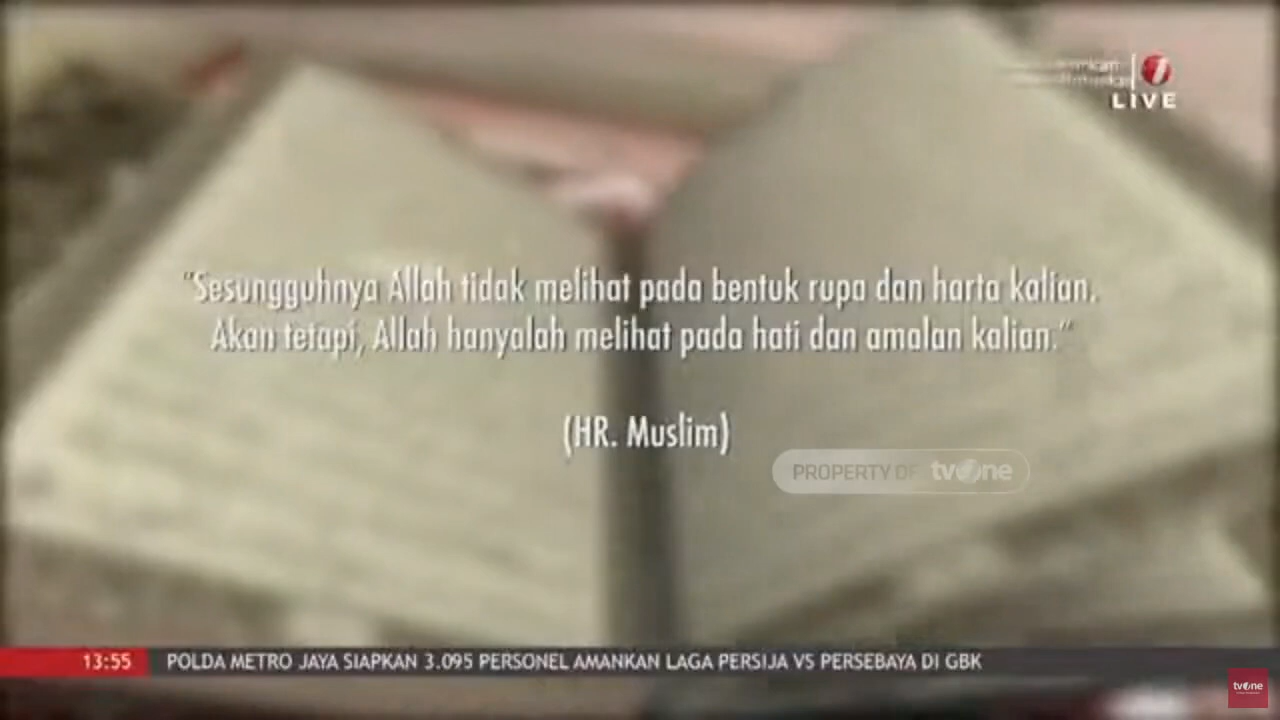 LIVE
"Sesungguhnya Allah tidak melihat pada bentuk rupa dan harta kalian.
Akan tetapi, Allah hanyalah melihat pada hati dan amalan kalian."
(HR. Muslim)
PROPERTY OF tvOne
13:55 POLDA METRO JAYA SIAPKAN 3.095 PERSONEL AMANKAN LAGA PERSIJA VS PERSEBAYA DI GBK
tvOne